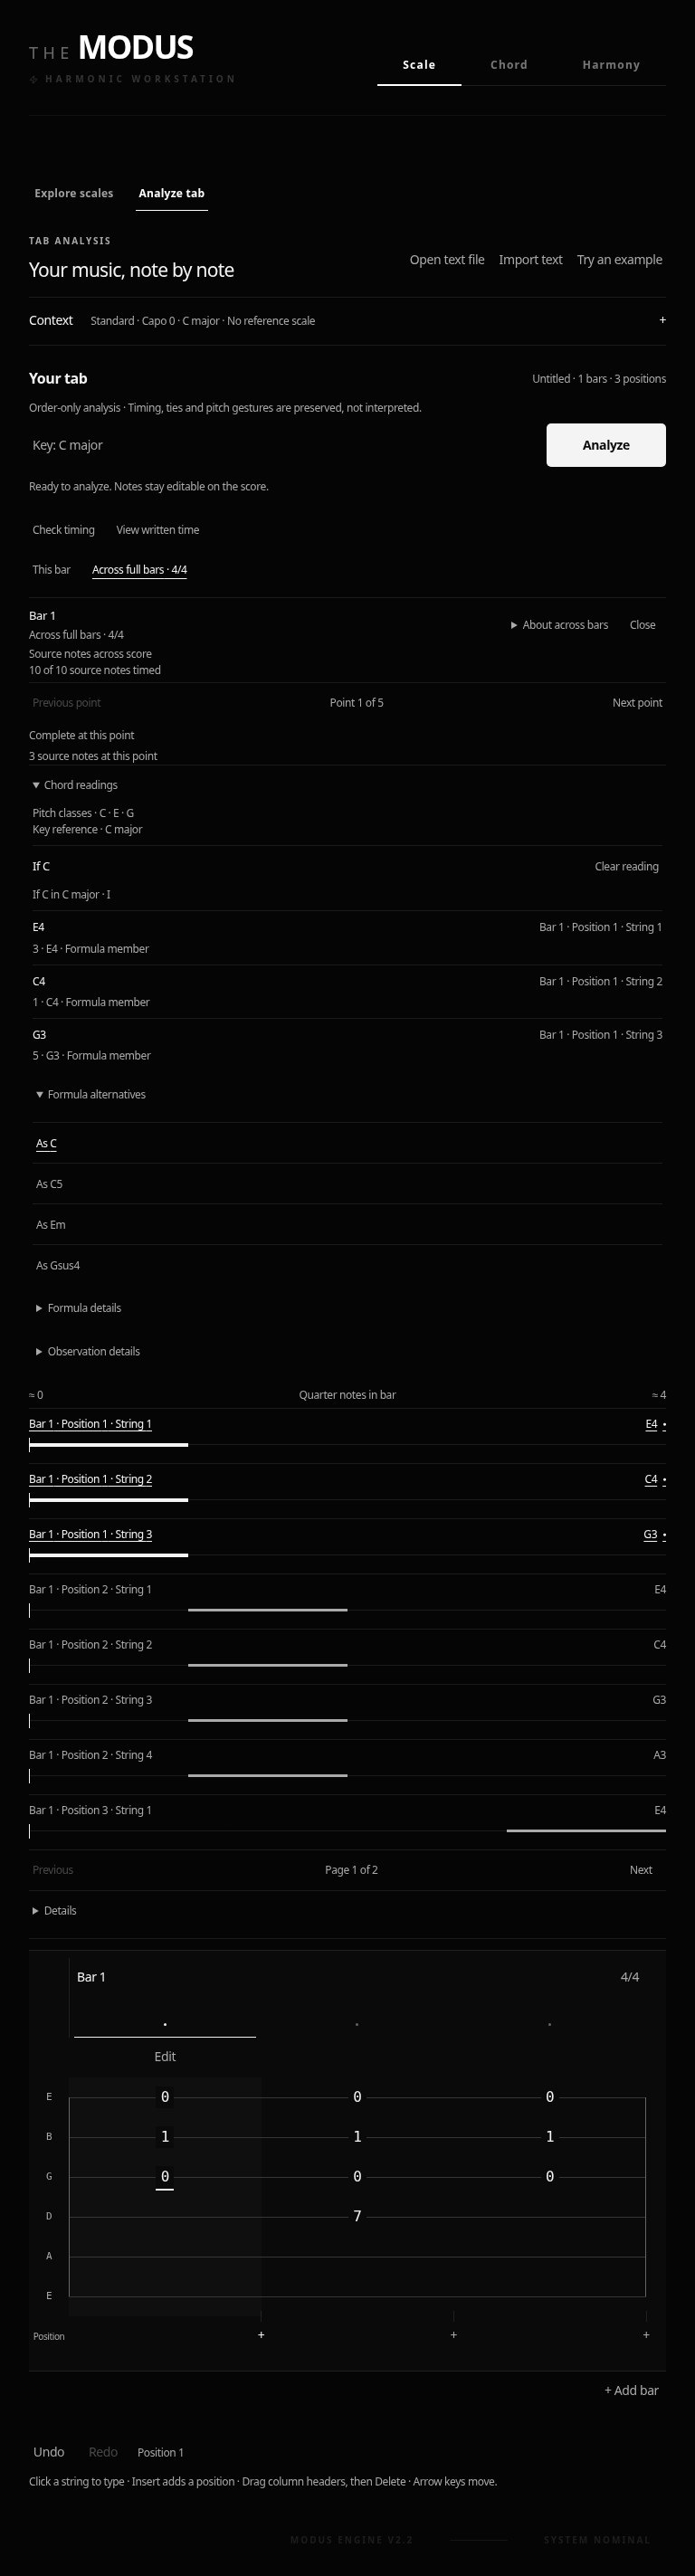 THE MODUS
HARMONIC WORKSTATION
Scale Chord Harmony
Explore scales Analyze tab
TAB ANALYSIS
Your music, note by note
Open text file Import text Try an example
Context Standard · Capo 0 · C major · No reference scale +
Your tab Untitled · 1 bars · 3 positions
Order-only analysis · Timing, ties and pitch gestures are preserved, not interpreted.
Key: C major Analyze
Ready to analyze. Notes stay editable on the score.
Check timing View written time
This bar Across full bars · 4/4
Bar 1
Across full bars · 4/4
▶ About across bars Close
Source notes across score
10 of 10 source notes timed
Previous point Point 1 of 5 Next point
Complete at this point
3 source notes at this point
▼ Chord readings
Pitch classes · C · E · G
Key reference · C major
If C Clear reading
If C in C major · I
E4 Bar 1 · Position 1 · String 1
3 · E4 · Formula member
C4 Bar 1 · Position 1 · String 2
1 · C4 · Formula member
G3 Bar 1 · Position 1 · String 3
5 · G3 · Formula member
▼ Formula alternatives
As C
As C5
As Em
As Gsus4
▶ Formula details
▶ Observation details
≈ 0 Quarter notes in bar ≈ 4
Bar 1 · Position 1 · String 1 E4 •
Bar 1 · Position 1 · String 2 C4 •
Bar 1 · Position 1 · String 3 G3 •
Bar 1 · Position 2 · String 1 E4
Bar 1 · Position 2 · String 2 C4
Bar 1 · Position 2 · String 3 G3
Bar 1 · Position 2 · String 4 A3
Bar 1 · Position 3 · String 1 E4
Previous Page 1 of 2 Next
▶ Details
Bar 1 4/4
Edit
E 0 0 0
B 1 1 1
G 0 0 0
D 7
A
E
Position + + +
+ Add bar
Undo Redo Position 1
Click a string to type · Insert adds a position · Drag column headers, then Delete · Arrow keys move.
MODUS ENGINE V2.2 SYSTEM NOMINAL